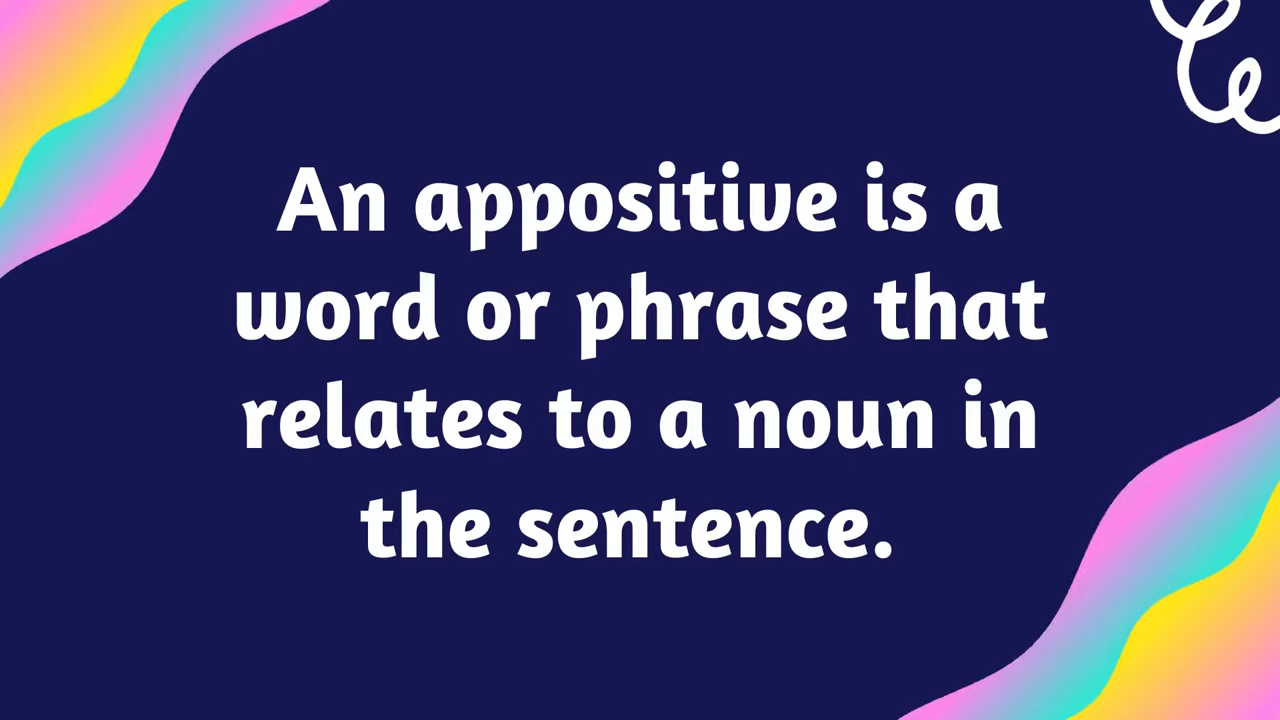 An appositive is a
word or phrase that
relates to a noun in
the sentence.